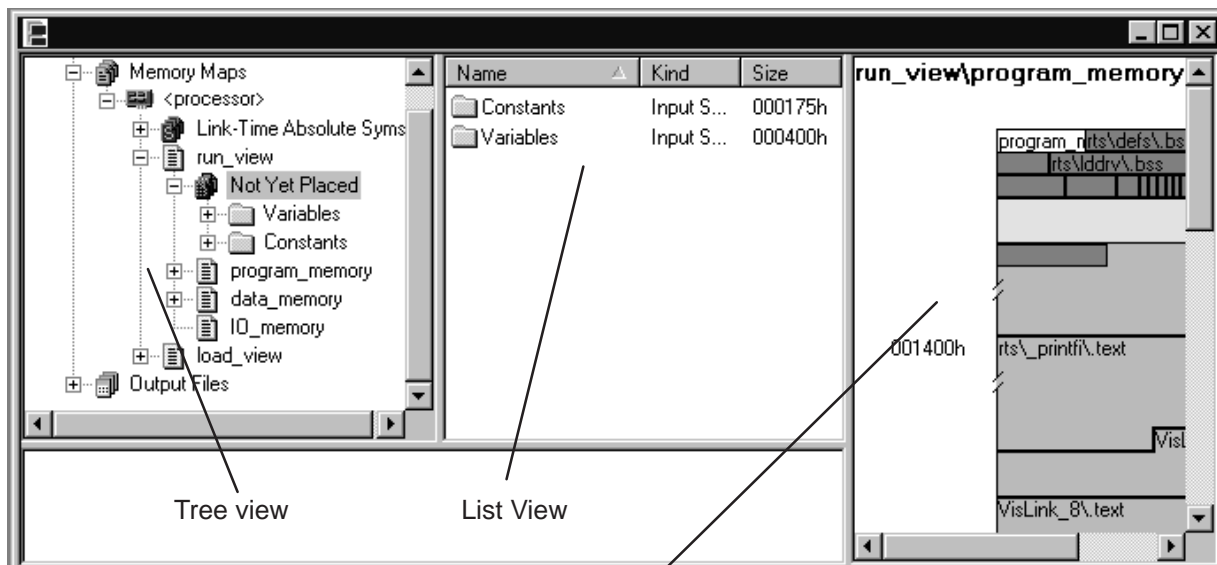 Memory Maps
<processor>
Link-Time Absolute Syms
run_view
Not Yet Placed
Variables
Constants
program_memory
data_memory
IO_memory
load_view
Output Files
Name Kind Size
Constants Input S... 000175h
Variables Input S... 000400h
run_view\program_memory
program_n rts\defs\.bs
rts\lddrv\.bss
001400h rts\_printfi\.text
VisL
VisLink_8\.text
Tree view
List View